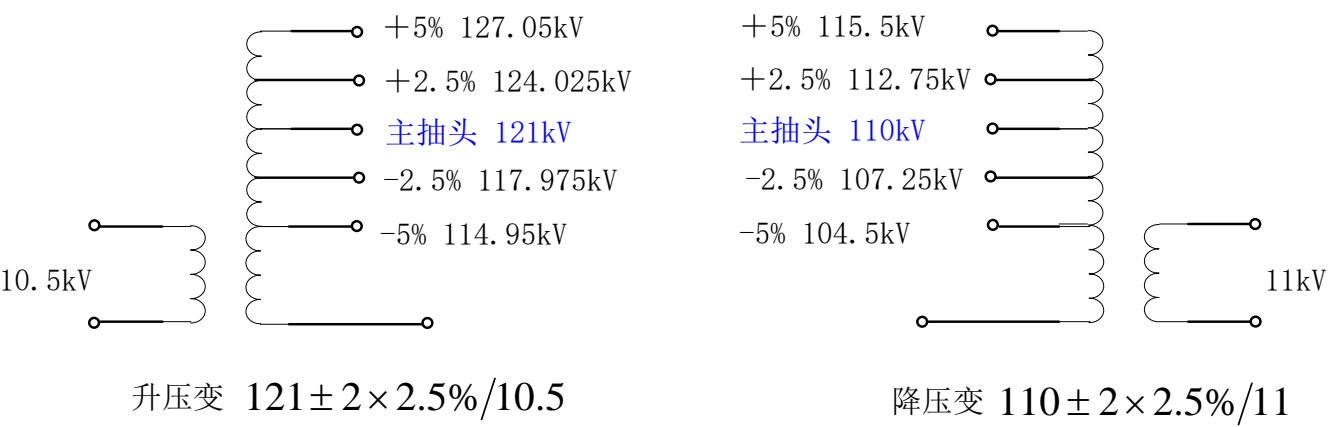 ＋5% 127.05kV
＋2.5% 124.025kV
主抽头 121kV
-2.5% 117.975kV
-5% 114.95kV
10.5kV
升压变 121±2×2.5%/10.5
＋5% 115.5kV
＋2.5% 112.75kV
主抽头 110kV
-2.5% 107.25kV
-5% 104.5kV
11kV
降压变 110±2×2.5%/11